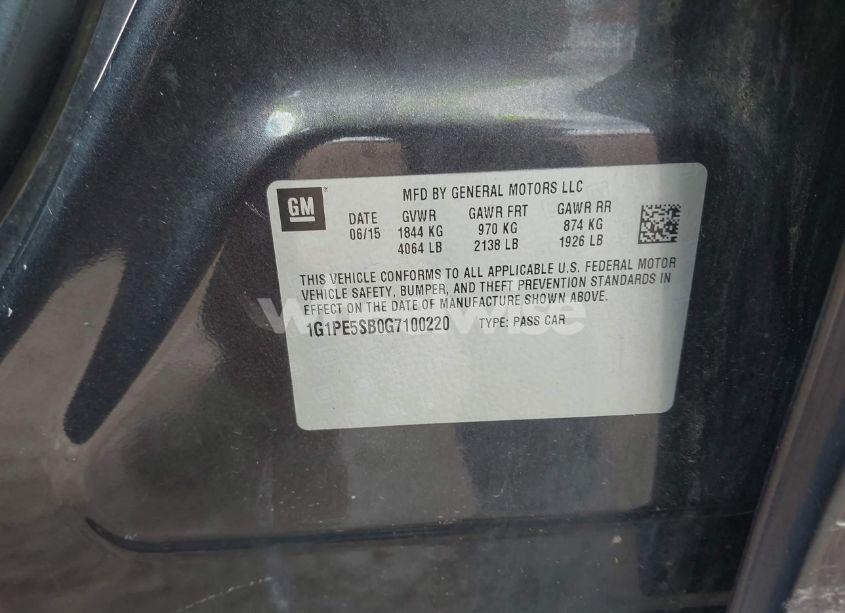 GM
MFD BY GENERAL MOTORS LLC
DATE GVWR GAWR FRT GAWR RR
06/15 1844 KG 970 KG 874 KG
4064 LB 2138 LB 1926 LB
THIS VEHICLE CONFORMS TO ALL APPLICABLE U.S. FEDERAL MOTOR
VEHICLE SAFETY, BUMPER, AND THEFT PREVENTION STANDARDS IN
EFFECT ON THE DATE OF MANUFACTURE SHOWN ABOVE.
1G1PE5SB0G7100220 TYPE: PASS CAR